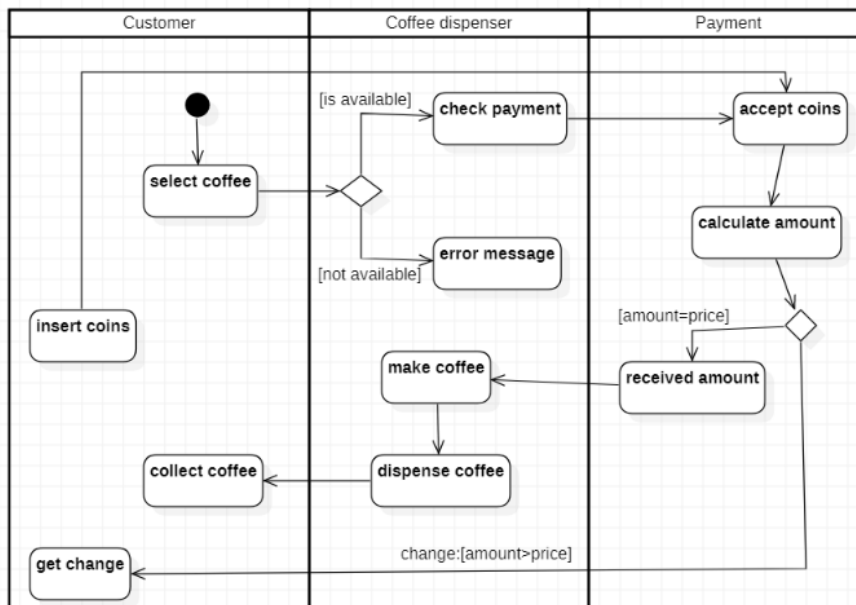 Customer
Coffee dispenser
Payment
[is available]
check payment
accept coins
select coffee
calculate amount
error message
[not available]
insert coins
[amount=price]
make coffee
received amount
collect coffee
dispense coffee
change:[amount>price]
get change